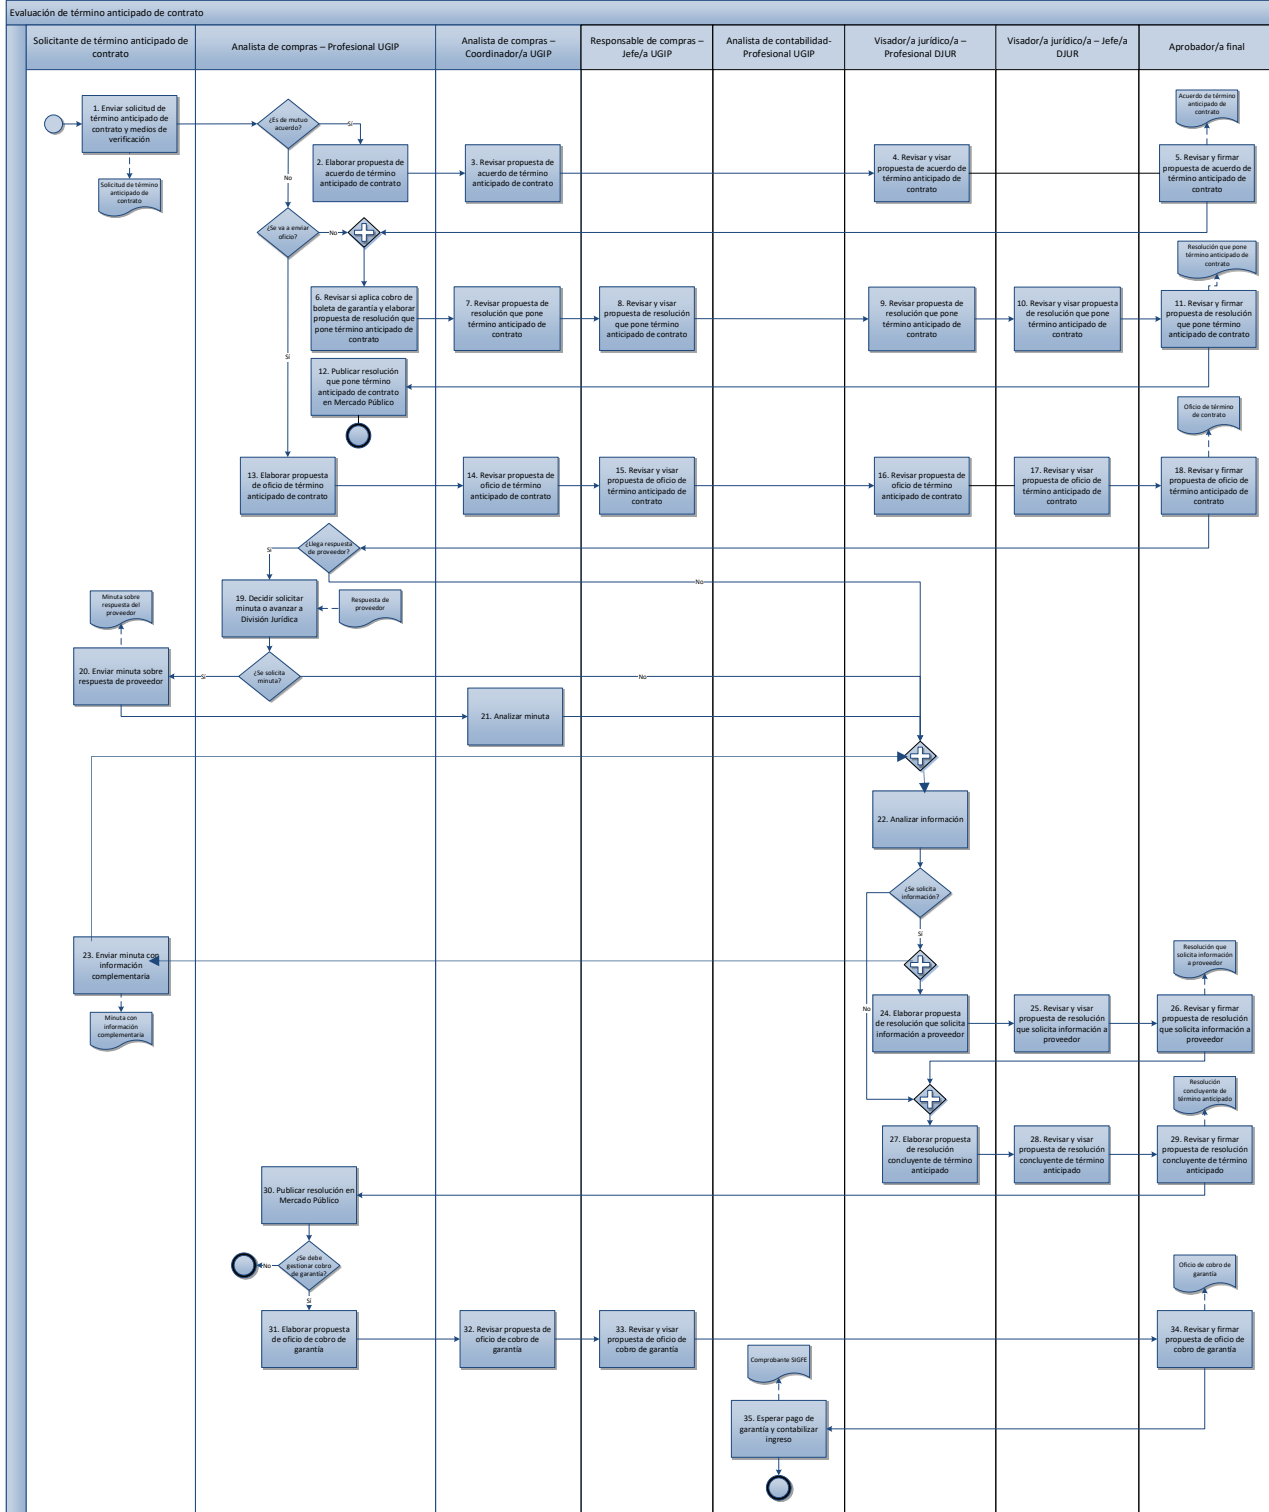 Evaluación de término anticipado de contrato
Solicitante de término anticipado de
contrato
Analista de compras – Profesional UGIP
Analista de compras –
Coordinador/a UGIP
Responsable de compras –
Jefe/a UGIP
Analista de contabilidad-
Profesional UGIP
Visador/a jurídico/a –
Profesional DJUR
Visador/a jurídico/a – Jefe/a
DJUR
Aprobador/a final
1. Enviar solicitud de
término anticipado de
contrato y medios de
verificación
Solicitud de término
anticipado de
contrato
¿Es de mutuo
acuerdo?
Sí
No
2. Elaborar propuesta de
acuerdo de término
anticipado de contrato
3. Revisar propuesta de
acuerdo de término
anticipado de contrato
4. Revisar y visar
propuesta de acuerdo de
término anticipado de
contrato
Acuerdo de término
anticipado de
contrato
5. Revisar y firmar
propuesta de acuerdo de
término anticipado de
contrato
¿Se va a enviar
oficio?
No
Sí
Resolución que pone
término anticipado de
contrato
6. Revisar si aplica cobro de
boleta de garantía y elaborar
propuesta de resolución que
pone término anticipado de
contrato
7. Revisar propuesta de
resolución que pone
término anticipado de
contrato
8. Revisar y visar
propuesta de resolución
que pone término
anticipado de contrato
9. Revisar propuesta de
resolución que pone
término anticipado de
contrato
10. Revisar y visar propuesta
de resolución que pone
término anticipado de
contrato
11. Revisar y firmar
propuesta de resolución
que pone término
anticipado de contrato
12. Publicar resolución
que pone término
anticipado de contrato
en Mercado Público
Oficio de término
de contrato
13. Elaborar propuesta
de oficio de término
anticipado de contrato
14. Revisar propuesta de
oficio de término
anticipado de contrato
15. Revisar y visar
propuesta de oficio de
término anticipado de
contrato
16. Revisar propuesta de
oficio de término
anticipado de contrato
17. Revisar y visar
propuesta de oficio de
término anticipado de
contrato
18. Revisar y firmar
propuesta de oficio de
término anticipado de
contrato
¿Llega respuesta
de proveedor?
Sí
No
19. Decidir solicitar
minuta o avanzar a
División Jurídica
Respuesta de
proveedor
Minuta sobre
respuesta del
proveedor
20. Enviar minuta sobre
respuesta de proveedor
¿Se solicita
minuta?
Sí
No
21. Analizar minuta
22. Analizar información
¿Se solicita
información?
Sí
No
23. Enviar minuta con
información
complementaria
Minuta con
información
complementaria
Resolución que
solicita información
a proveedor
24. Elaborar propuesta
de resolución que solicita
información a proveedor
25. Revisar y visar
propuesta de resolución
que solicita información a
proveedor
26. Revisar y firmar
propuesta de resolución
que solicita información a
proveedor
Resolución
concluyente de
término anticipado
27. Elaborar propuesta
de resolución
concluyente de término
anticipado
28. Revisar y visar
propuesta de resolución
concluyente de término
anticipado
29. Revisar y firmar
propuesta de resolución
concluyente de término
anticipado
30. Publicar resolución en
Mercado Público
¿Se debe
gestionar cobro
de garantía?
No
Sí
Oficio de cobro de
garantía
31. Elaborar propuesta
de oficio de cobro de
garantía
32. Revisar propuesta de
oficio de cobro de
garantía
33. Revisar y visar
propuesta de oficio de
cobro de garantía
34. Revisar y firmar
propuesta de oficio de
cobro de garantía
Comprobante SIGFE
35. Esperar pago de
garantía y contabilizar
ingreso